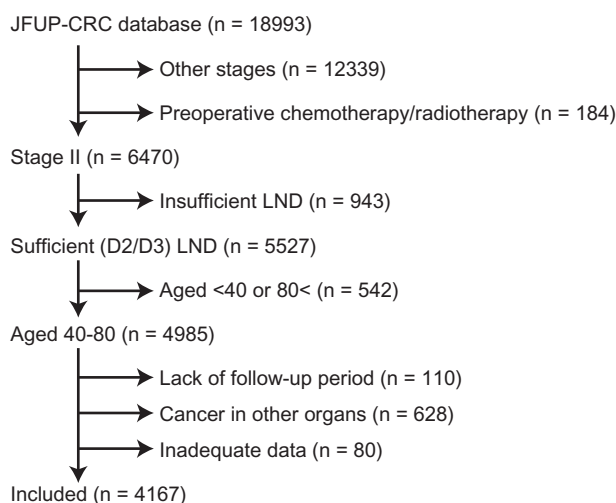 JFUP-CRC database (n = 18993)
Other stages (n = 12339)
Preoperative chemotherapy/radiotherapy (n = 184)
Stage II (n = 6470)
Insufficient LND (n = 943)
Sufficient (D2/D3) LND (n = 5527)
Aged <40 or 80< (n = 542)
Aged 40-80 (n = 4985)
Lack of follow-up period (n = 110)
Cancer in other organs (n = 628)
Inadequate data (n = 80)
Included (n = 4167)